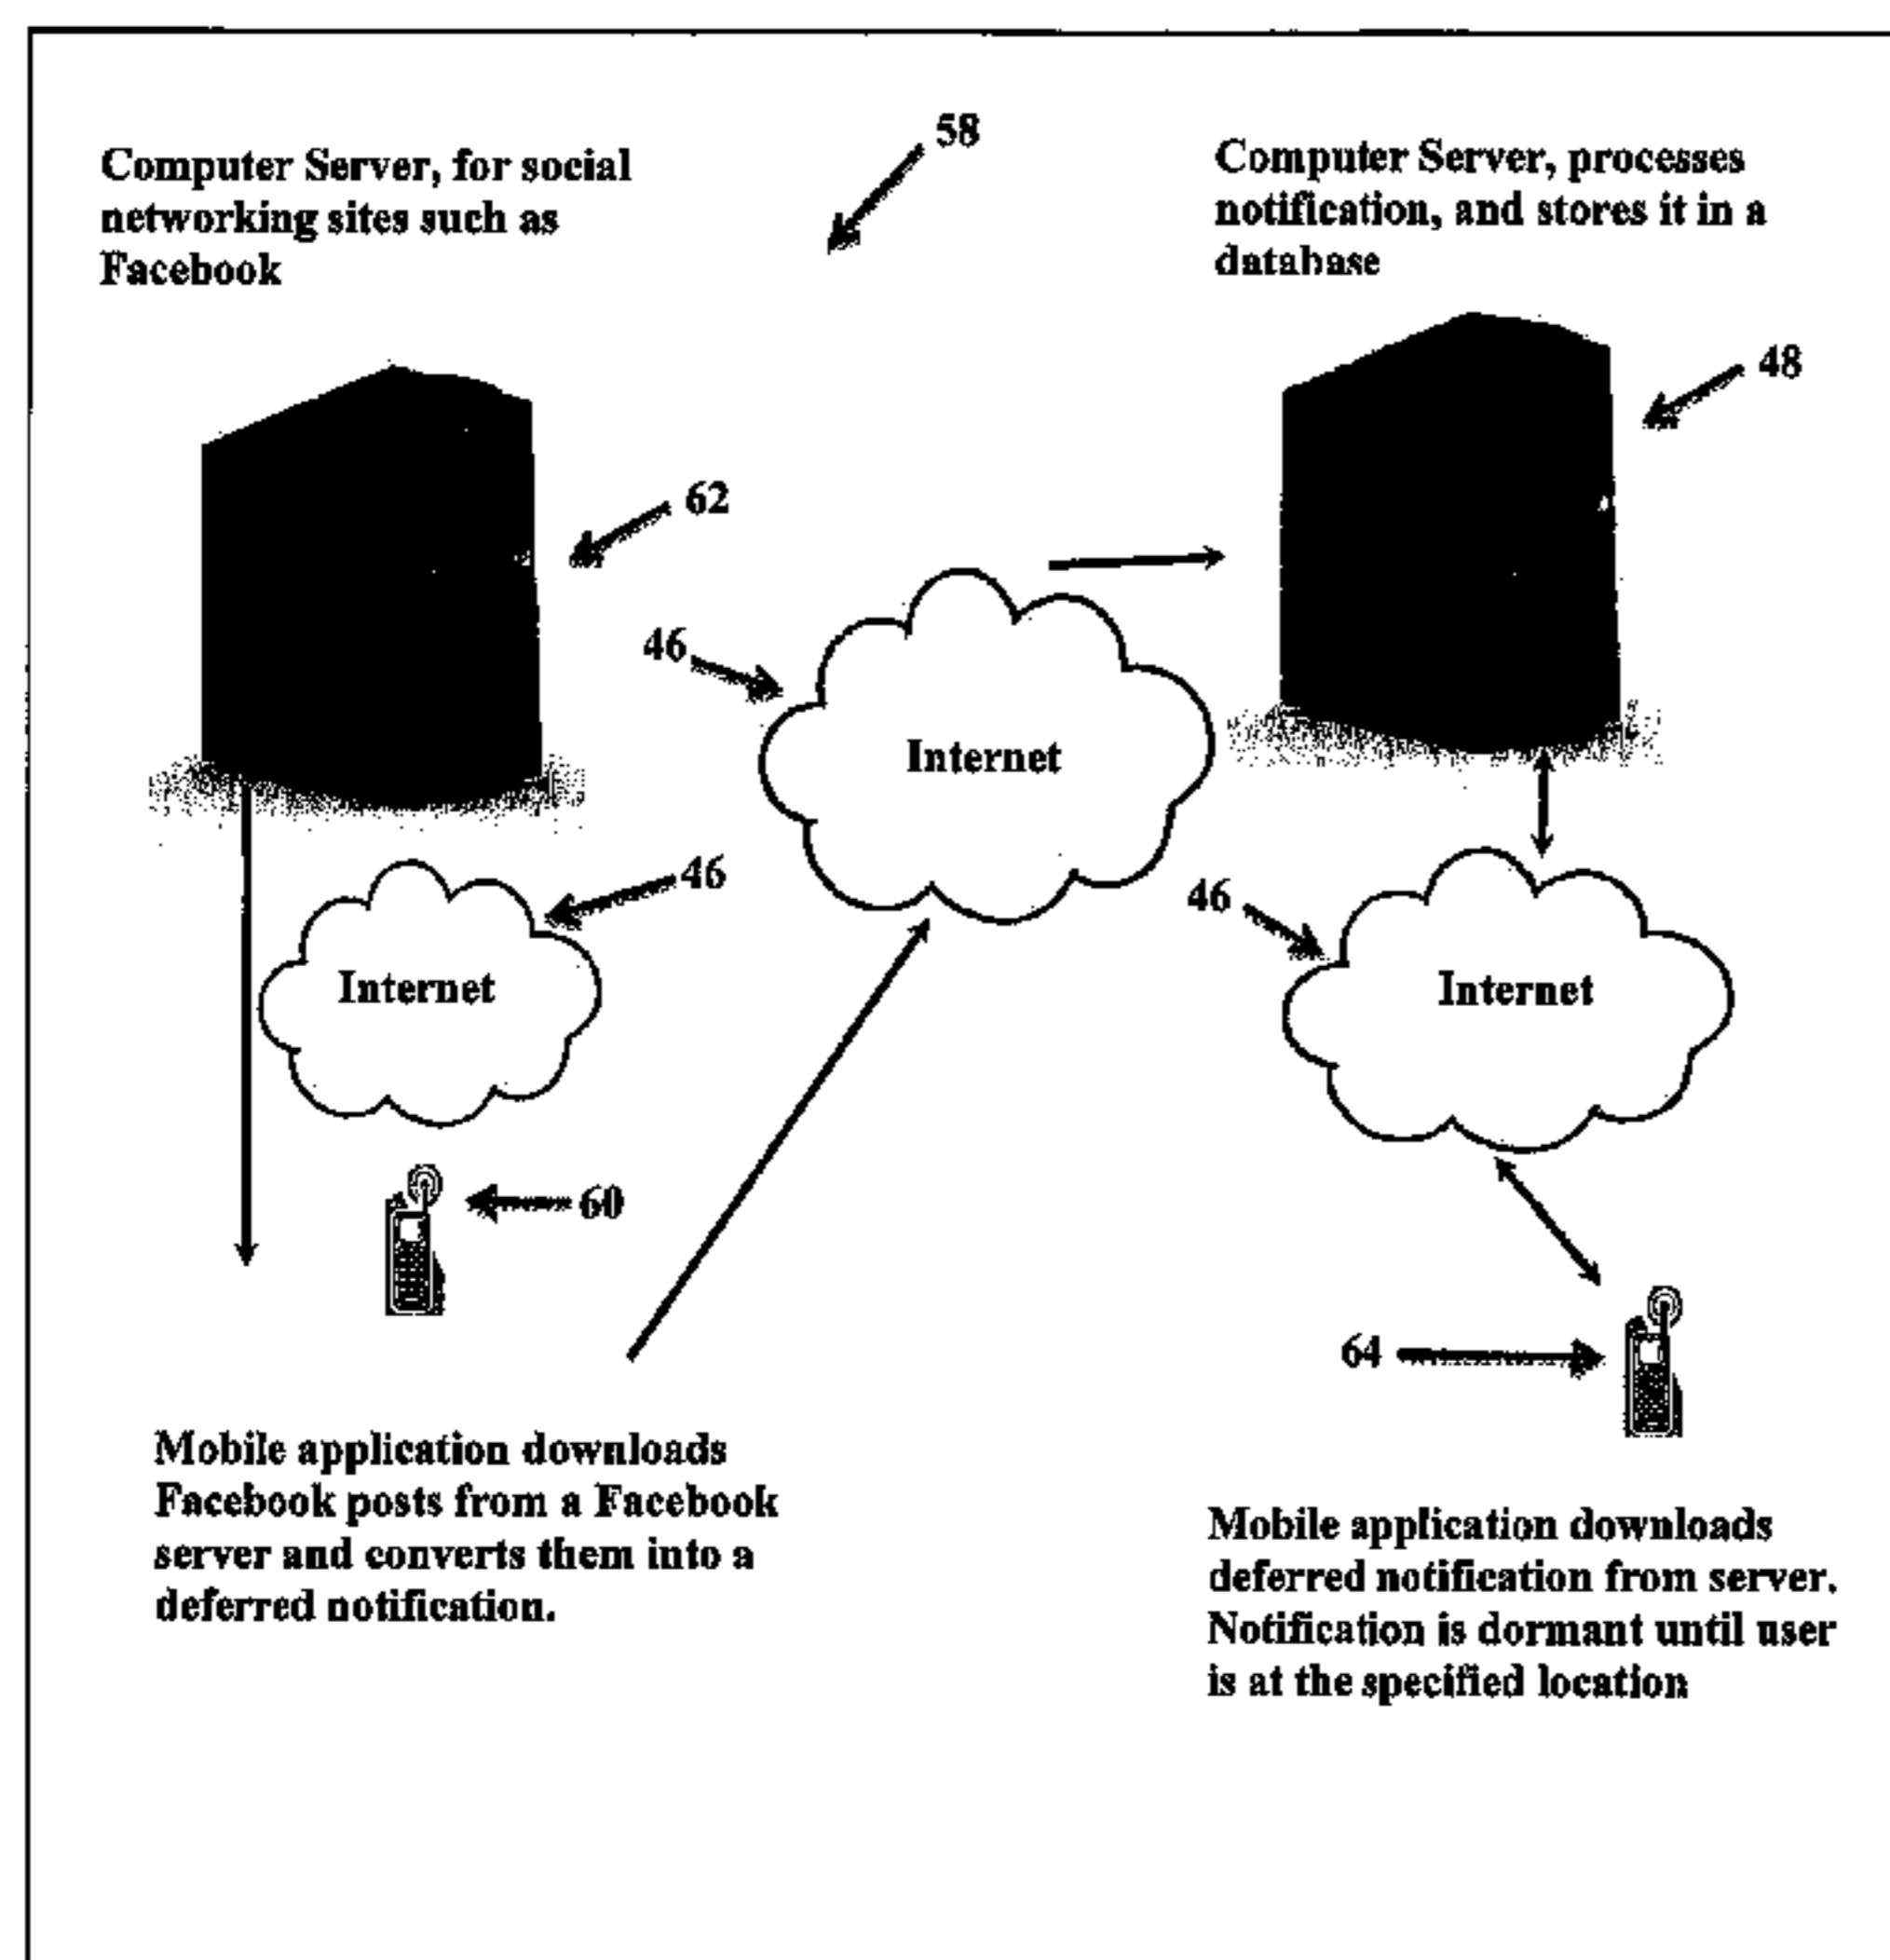 58
Computer Server, for social
networking sites such as
Facebook
Computer Server, processes
notification, and stores it in a
database
48
62
46
Internet
46
Internet
46
Internet
60
64
Mobile application downloads
Facebook posts from a Facebook
server and converts them into a
deferred notification.
Mobile application downloads
deferred notification from server.
Notification is dormant until user
is at the specified location